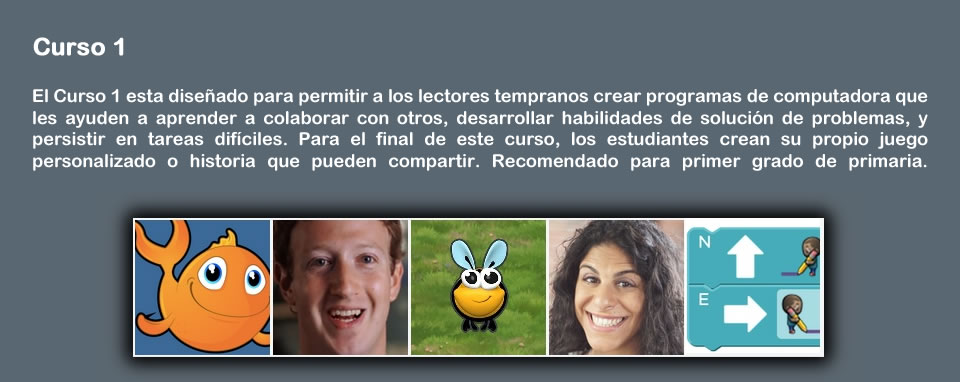 Curso 1
El Curso 1 esta diseñado para permitir a los lectores tempranos crear programas de computadora que
les ayuden a aprender a colaborar con otros, desarrollar habilidades de solución de problemas, y
persistir en tareas difíciles. Para el final de este curso, los estudiantes crean su propio juego
personalizado o historia que pueden compartir. Recomendado para primer grado de primaria.
N
E